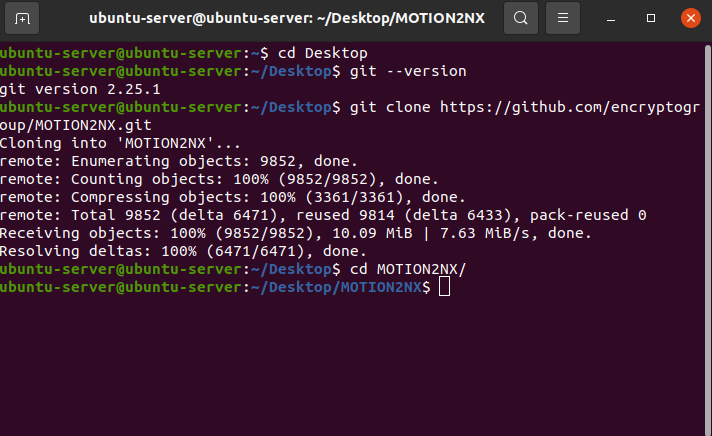 ubuntu-server@ubuntu-server: ~/Desktop/MOTION2NX
ubuntu-server@ubuntu-server:~$ cd Desktop
ubuntu-server@ubuntu-server:~/Desktop$ git --version
git version 2.25.1
ubuntu-server@ubuntu-server:~/Desktop$ git clone https://github.com/encryptogr
oup/MOTION2NX.git
Cloning into 'MOTION2NX'...
remote: Enumerating objects: 9852, done.
remote: Counting objects: 100% (9852/9852), done.
remote: Compressing objects: 100% (3361/3361), done.
remote: Total 9852 (delta 6471), reused 9814 (delta 6433), pack-reused 0
Receiving objects: 100% (9852/9852), 10.09 MiB | 7.63 MiB/s, done.
Resolving deltas: 100% (6471/6471), done.
ubuntu-server@ubuntu-server:~/Desktop$ cd MOTION2NX/
ubuntu-server@ubuntu-server:~/Desktop/MOTION2NX$